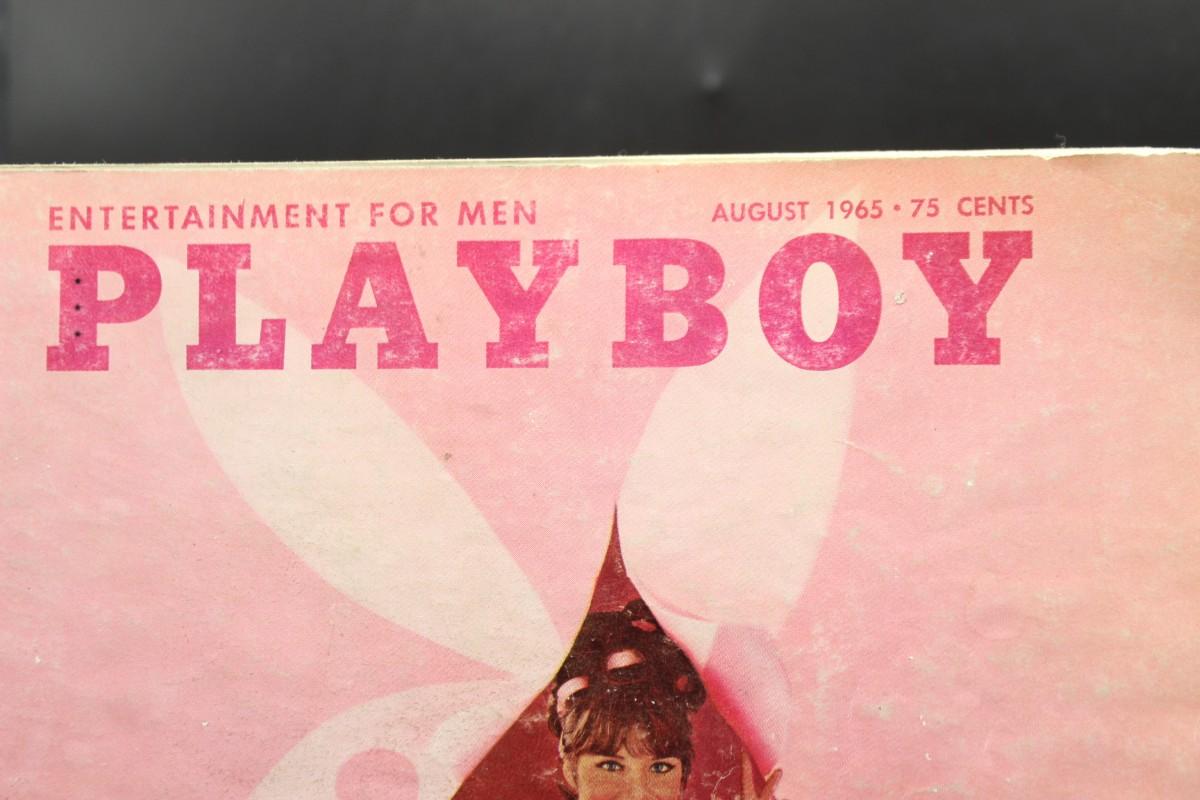 ENTERTAINMENT FOR MEN
AUGUST 1965 • 75 CENTS
PLAYBOY